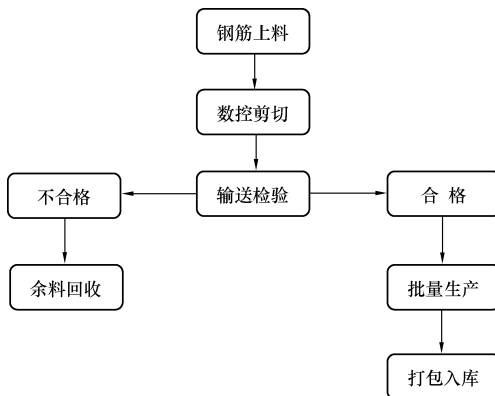 钢筋上料
数控剪切
不合格
输送检验
合 格
余料回收
批量生产
打包入库